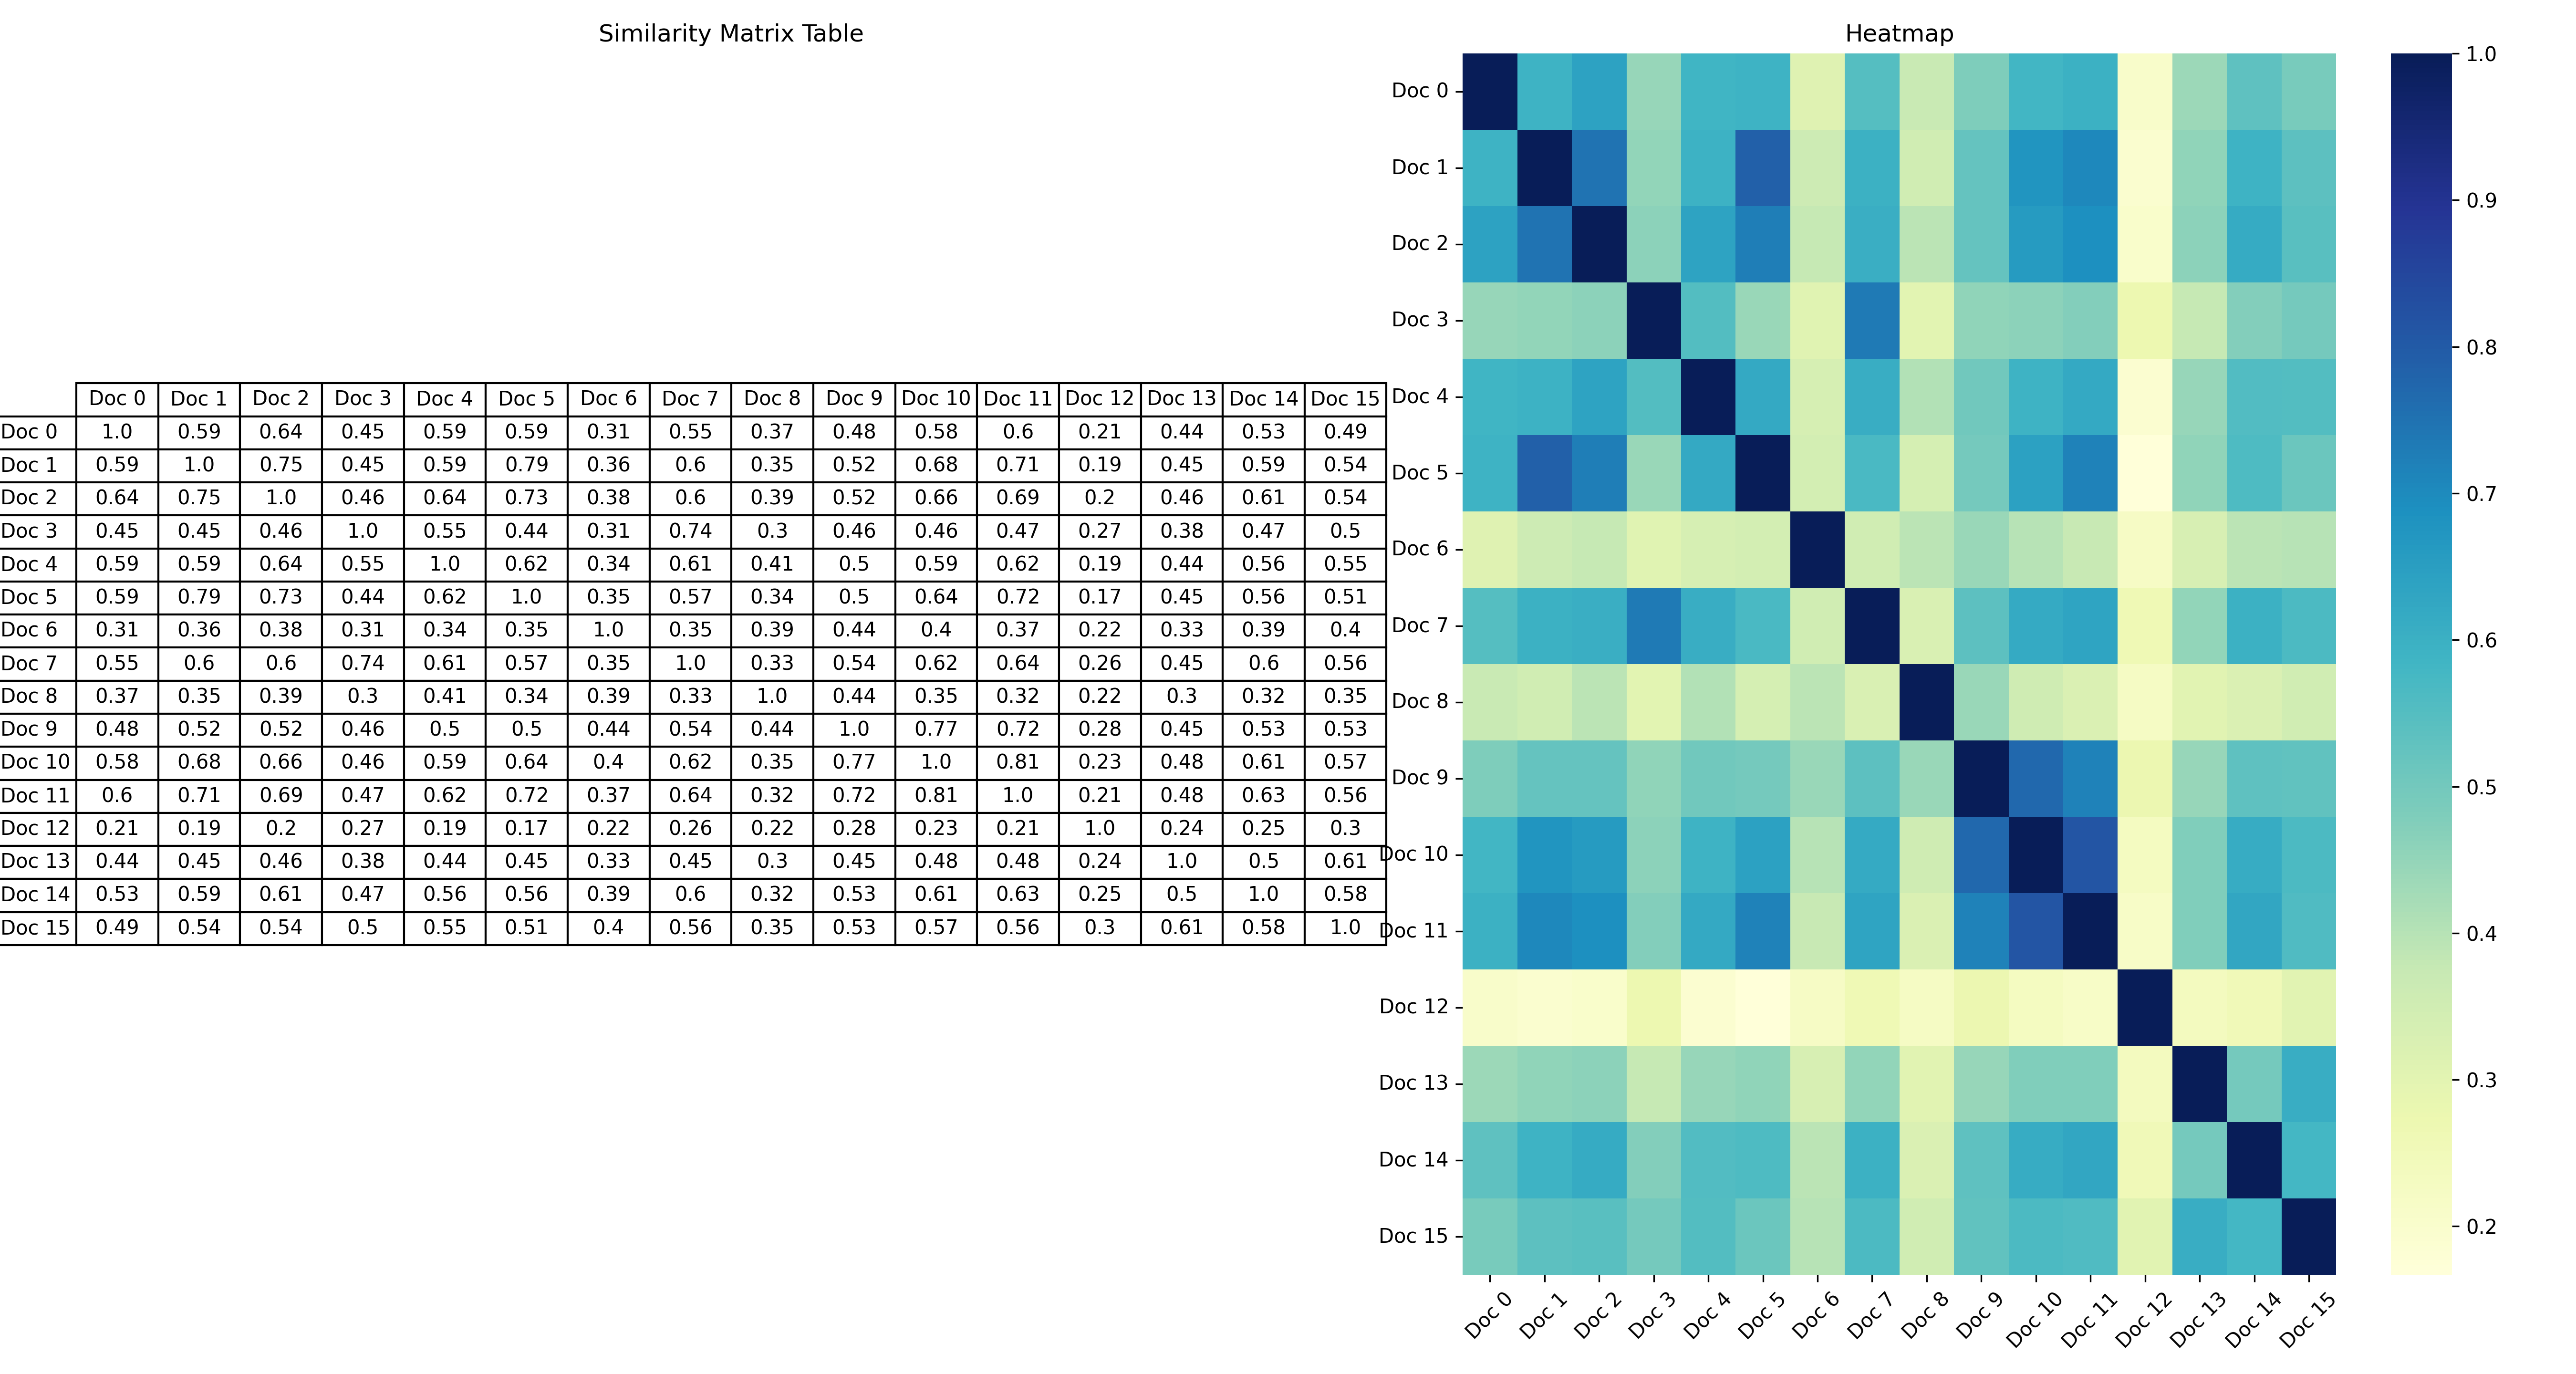 Similarity Matrix Table
Doc 0 Doc 1 Doc 2 Doc 3 Doc 4 Doc 5 Doc 6 Doc 7 Doc 8 Doc 9 Doc 10 Doc 11 Doc 12 Doc 13 Doc 14 Doc 15
Doc 0 1.0 0.59 0.64 0.45 0.59 0.59 0.31 0.55 0.37 0.48 0.58 0.6 0.21 0.44 0.53 0.49
Doc 1 0.59 1.0 0.75 0.45 0.59 0.79 0.36 0.6 0.35 0.52 0.68 0.71 0.19 0.45 0.59 0.54
Doc 2 0.64 0.75 1.0 0.46 0.64 0.73 0.38 0.6 0.39 0.52 0.66 0.69 0.2 0.46 0.61 0.54
Doc 3 0.45 0.45 0.46 1.0 0.55 0.44 0.31 0.74 0.3 0.46 0.46 0.47 0.27 0.38 0.47 0.5
Doc 4 0.59 0.59 0.64 0.55 1.0 0.62 0.34 0.61 0.41 0.5 0.59 0.62 0.19 0.44 0.56 0.55
Doc 5 0.59 0.79 0.73 0.44 0.62 1.0 0.35 0.57 0.34 0.5 0.64 0.72 0.17 0.45 0.56 0.51
Doc 6 0.31 0.36 0.38 0.31 0.34 0.35 1.0 0.35 0.39 0.44 0.4 0.37 0.22 0.33 0.39 0.4
Doc 7 0.55 0.6 0.6 0.74 0.61 0.57 0.35 1.0 0.33 0.54 0.62 0.64 0.26 0.45 0.6 0.56
Doc 8 0.37 0.35 0.39 0.3 0.41 0.34 0.39 0.33 1.0 0.44 0.35 0.32 0.22 0.3 0.32 0.35
Doc 9 0.48 0.52 0.52 0.46 0.5 0.5 0.44 0.54 0.44 1.0 0.77 0.72 0.28 0.45 0.53 0.53
Doc 10 0.58 0.68 0.66 0.46 0.59 0.64 0.4 0.62 0.35 0.77 1.0 0.81 0.23 0.48 0.61 0.57
Doc 11 0.6 0.71 0.69 0.47 0.62 0.72 0.37 0.64 0.32 0.72 0.81 1.0 0.21 0.48 0.63 0.56
Doc 12 0.21 0.19 0.2 0.27 0.19 0.17 0.22 0.26 0.22 0.28 0.23 0.21 1.0 0.24 0.25 0.3
Doc 13 0.44 0.45 0.46 0.38 0.44 0.45 0.33 0.45 0.3 0.45 0.48 0.48 0.24 1.0 0.5 0.61
Doc 14 0.53 0.59 0.61 0.47 0.56 0.56 0.39 0.6 0.32 0.53 0.61 0.63 0.25 0.5 1.0 0.58
Doc 15 0.49 0.54 0.54 0.5 0.55 0.51 0.4 0.56 0.35 0.53 0.57 0.56 0.3 0.61 0.58 1.0
Heatmap
Doc 0
Doc 1
Doc 2
Doc 3
Doc 4
Doc 5
Doc 6
Doc 7
Doc 8
Doc 9
Doc 10
Doc 11
Doc 12
Doc 13
Doc 14
Doc 15
Doc 0 Doc 1 Doc 2 Doc 3 Doc 4 Doc 5 Doc 6 Doc 7 Doc 8 Doc 9 Doc 10 Doc 11 Doc 12 Doc 13 Doc 14 Doc 15
1.0
0.9
0.8
0.7
0.6
0.5
0.4
0.3
0.2